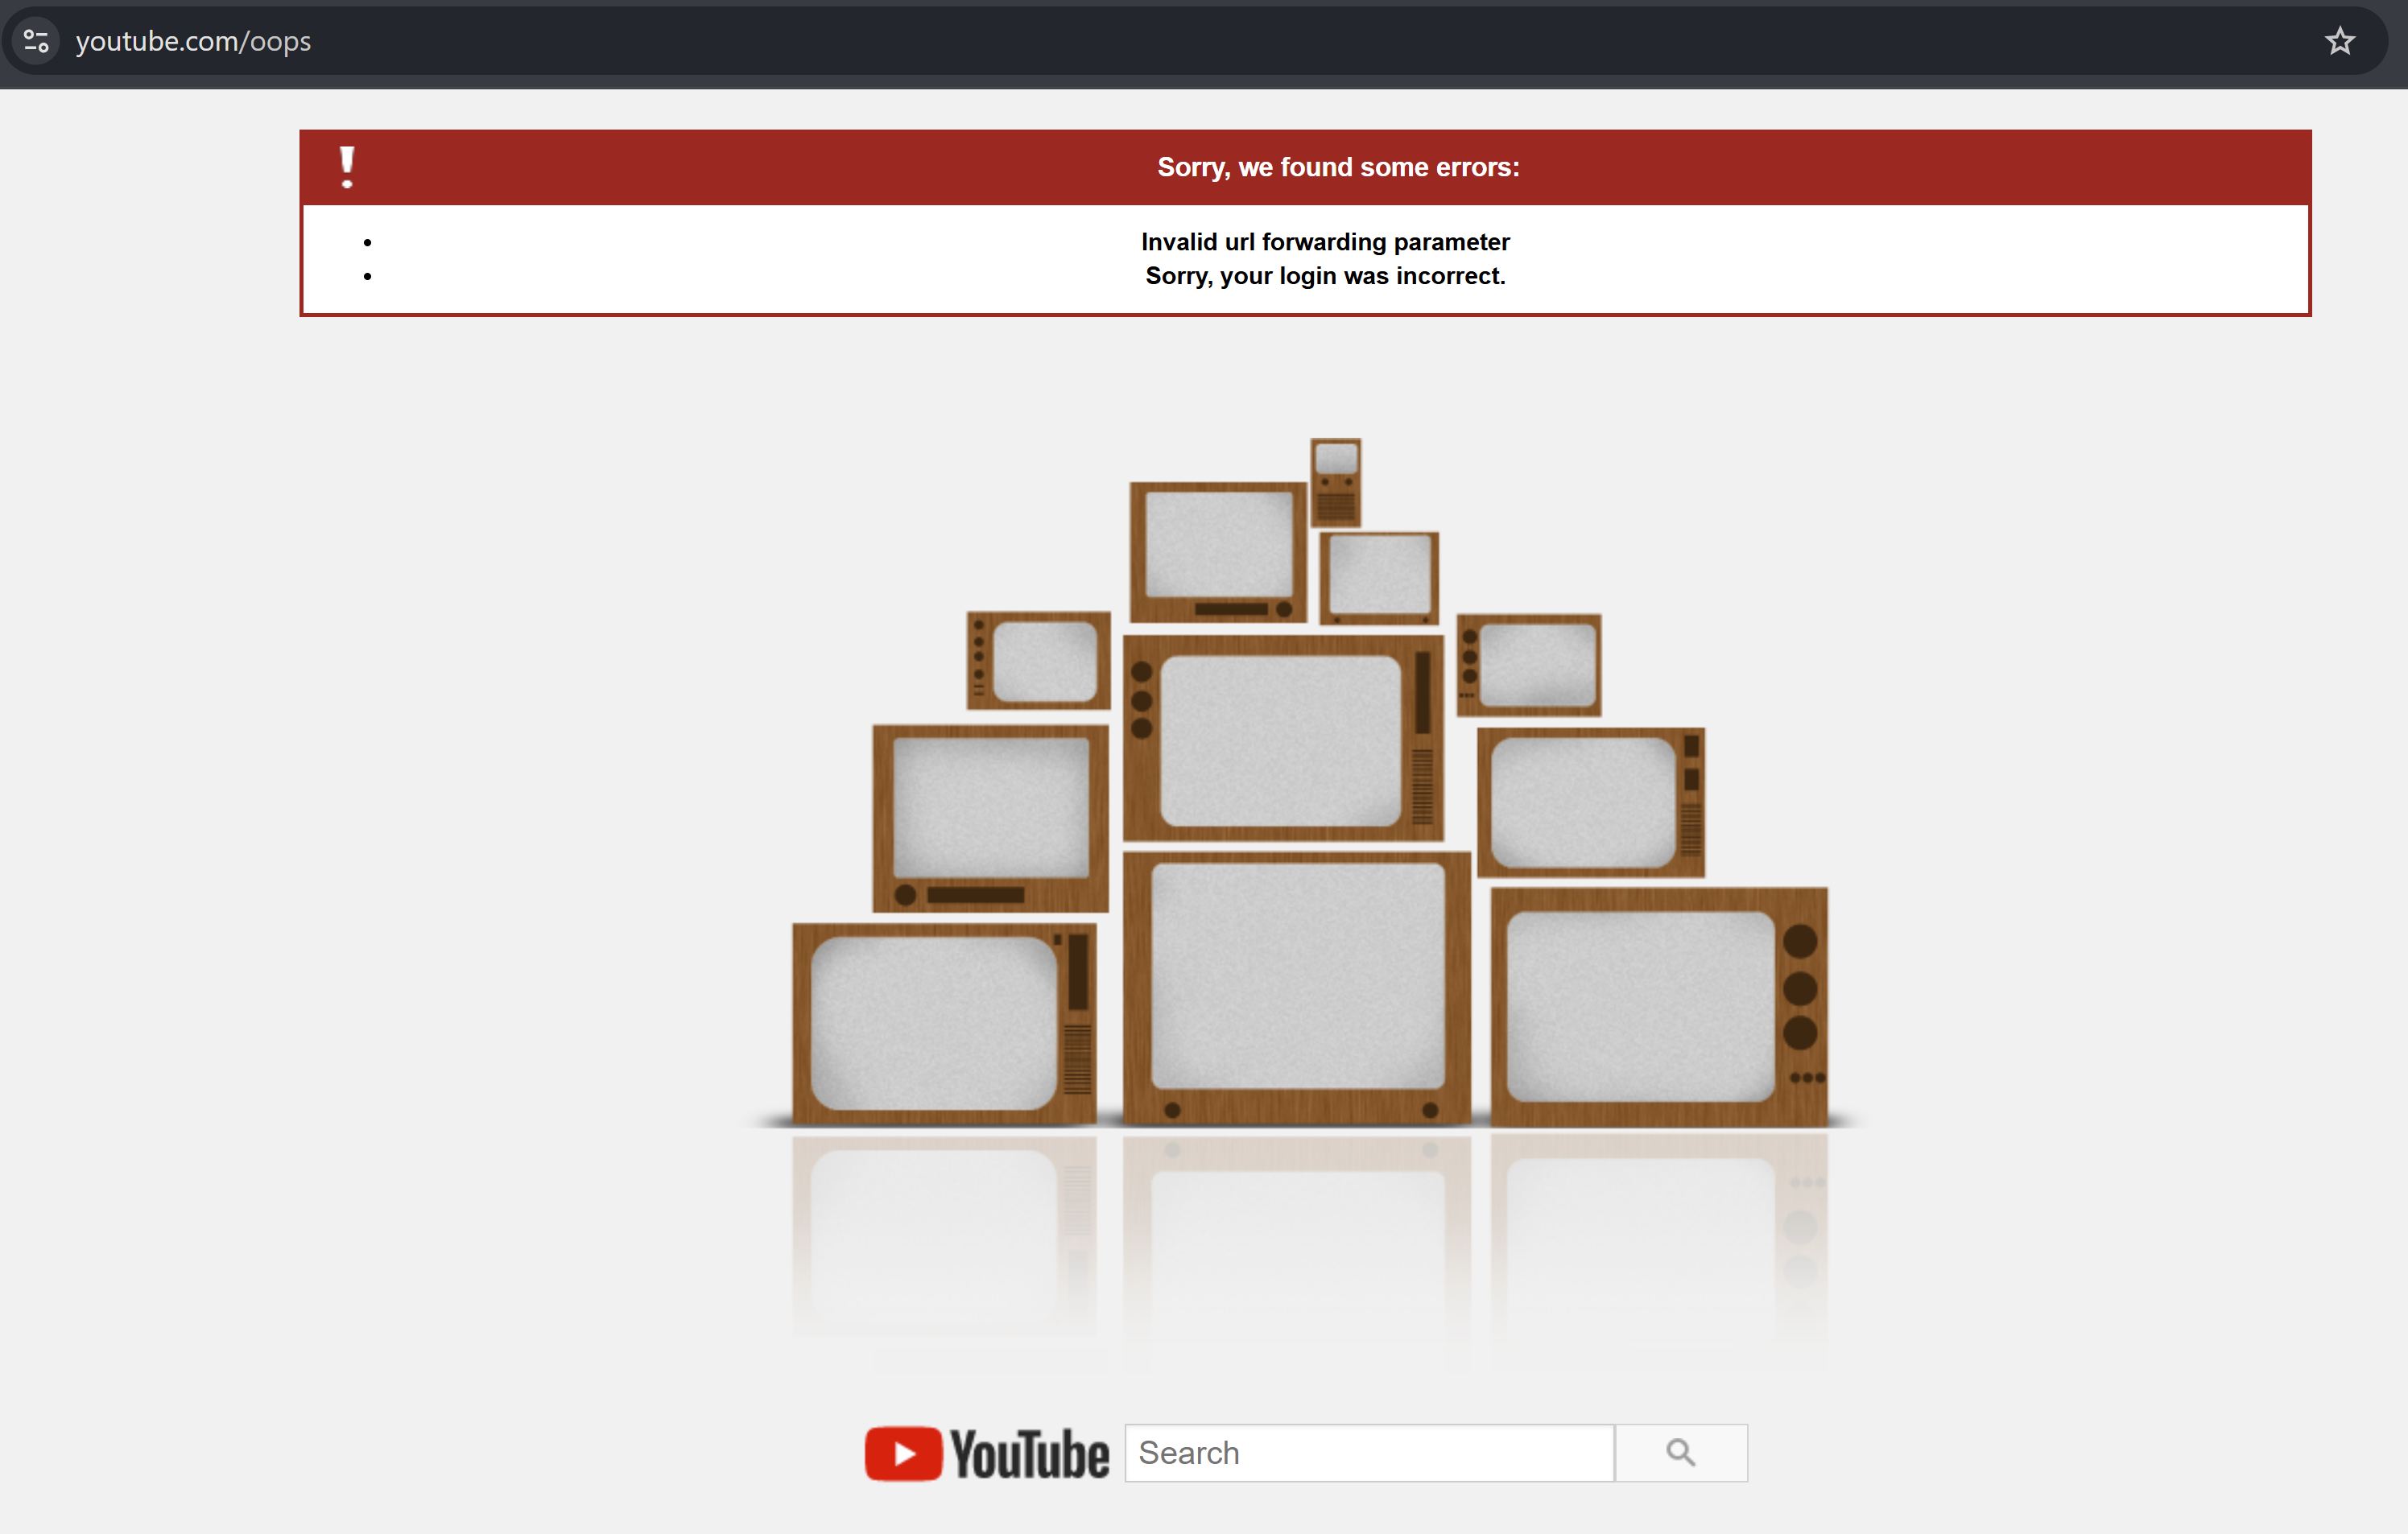 youtube.com/oops
Sorry, we found some errors:
Invalid url forwarding parameter
Sorry, your login was incorrect.
YouTube Search